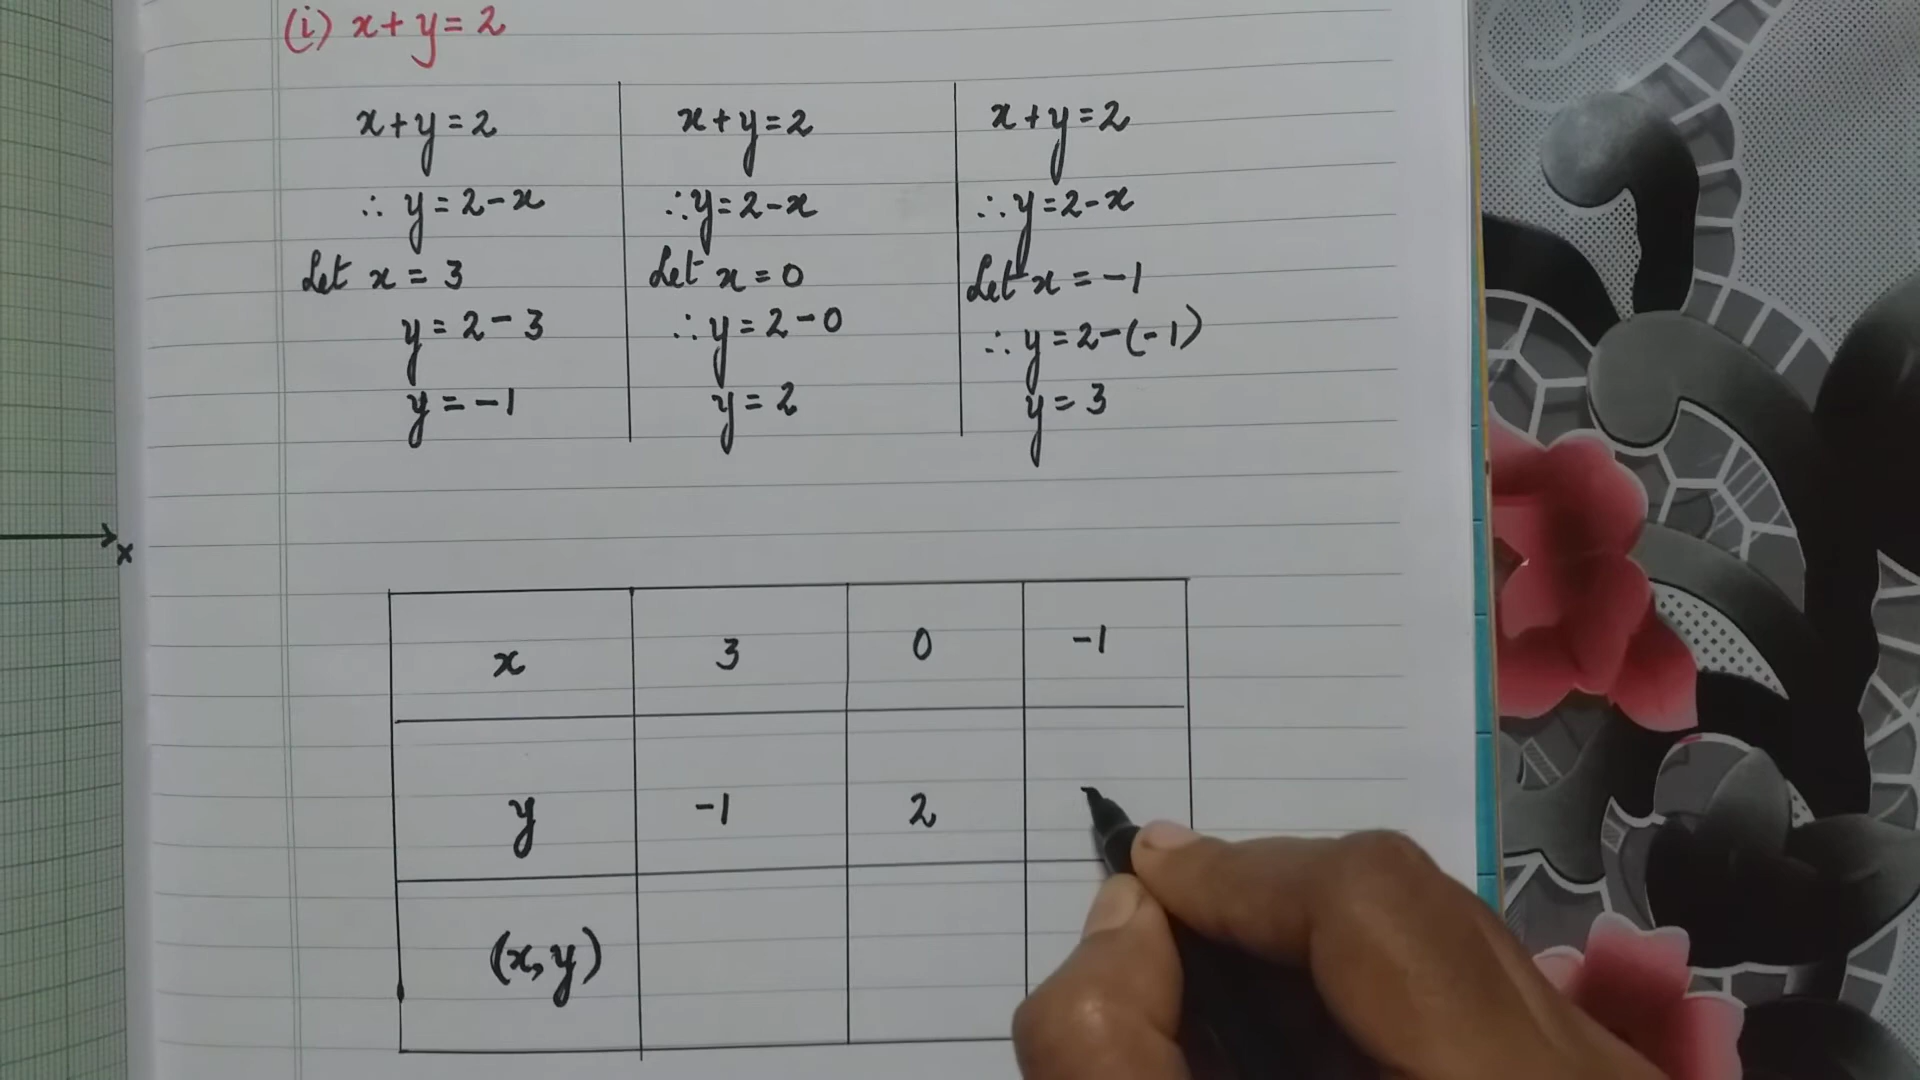 (i) x+y=2
x+y=2
∴ y=2-x
Let x = 3
y = 2-3
y = -1
x+y=2
∴y=2-x
Let x=0
∴ y=2-0
y=2
x+y=2
∴y=2-x
Let x = -1
∴ y=2-(-1)
y=3
x 3 0 -1
y -1 2
(x,y)
x